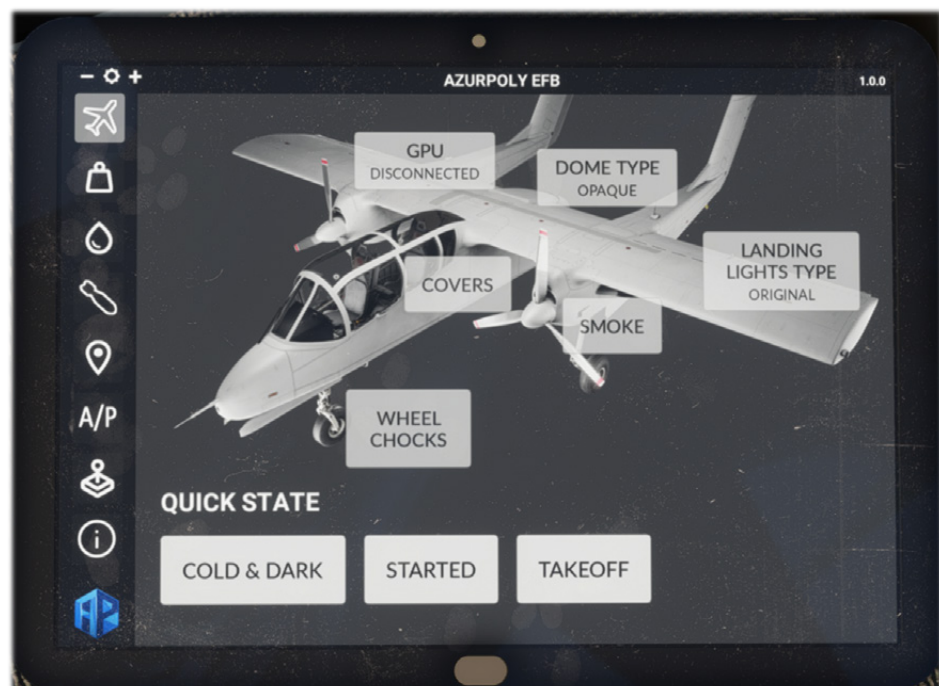 AZURPOLY EFB
1.0.0
GPU
DISCONNECTED
DOME TYPE
OPAQUE
LANDING
LIGHTS TYPE
ORIGINAL
COVERS
SMOKE
WHEEL
CHOCKS
A/P
QUICK STATE
COLD & DARK
STARTED
TAKEOFF
AP